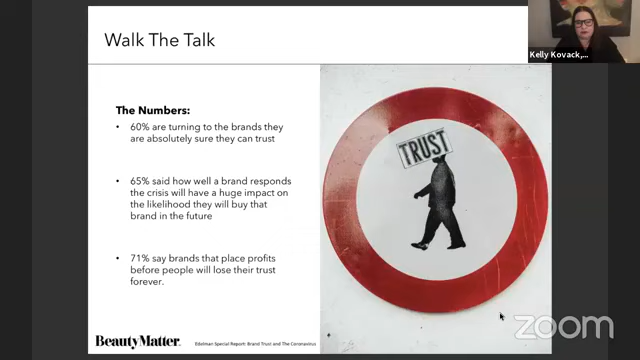 Walk The Talk
Kelly Kovack,...
The Numbers:
• 60% are turning to the brands they
are absolutely sure they can trust
• 65% said how well a brand responds
the crisis will have a huge impact on
the likelihood they will buy that
brand in the future
• 71% say brands that place profits
before people will lose their trust
forever.
TRUST
BeautyMatter.
Edelman Special Report: Brand Trust and The Coronavirus
zoom